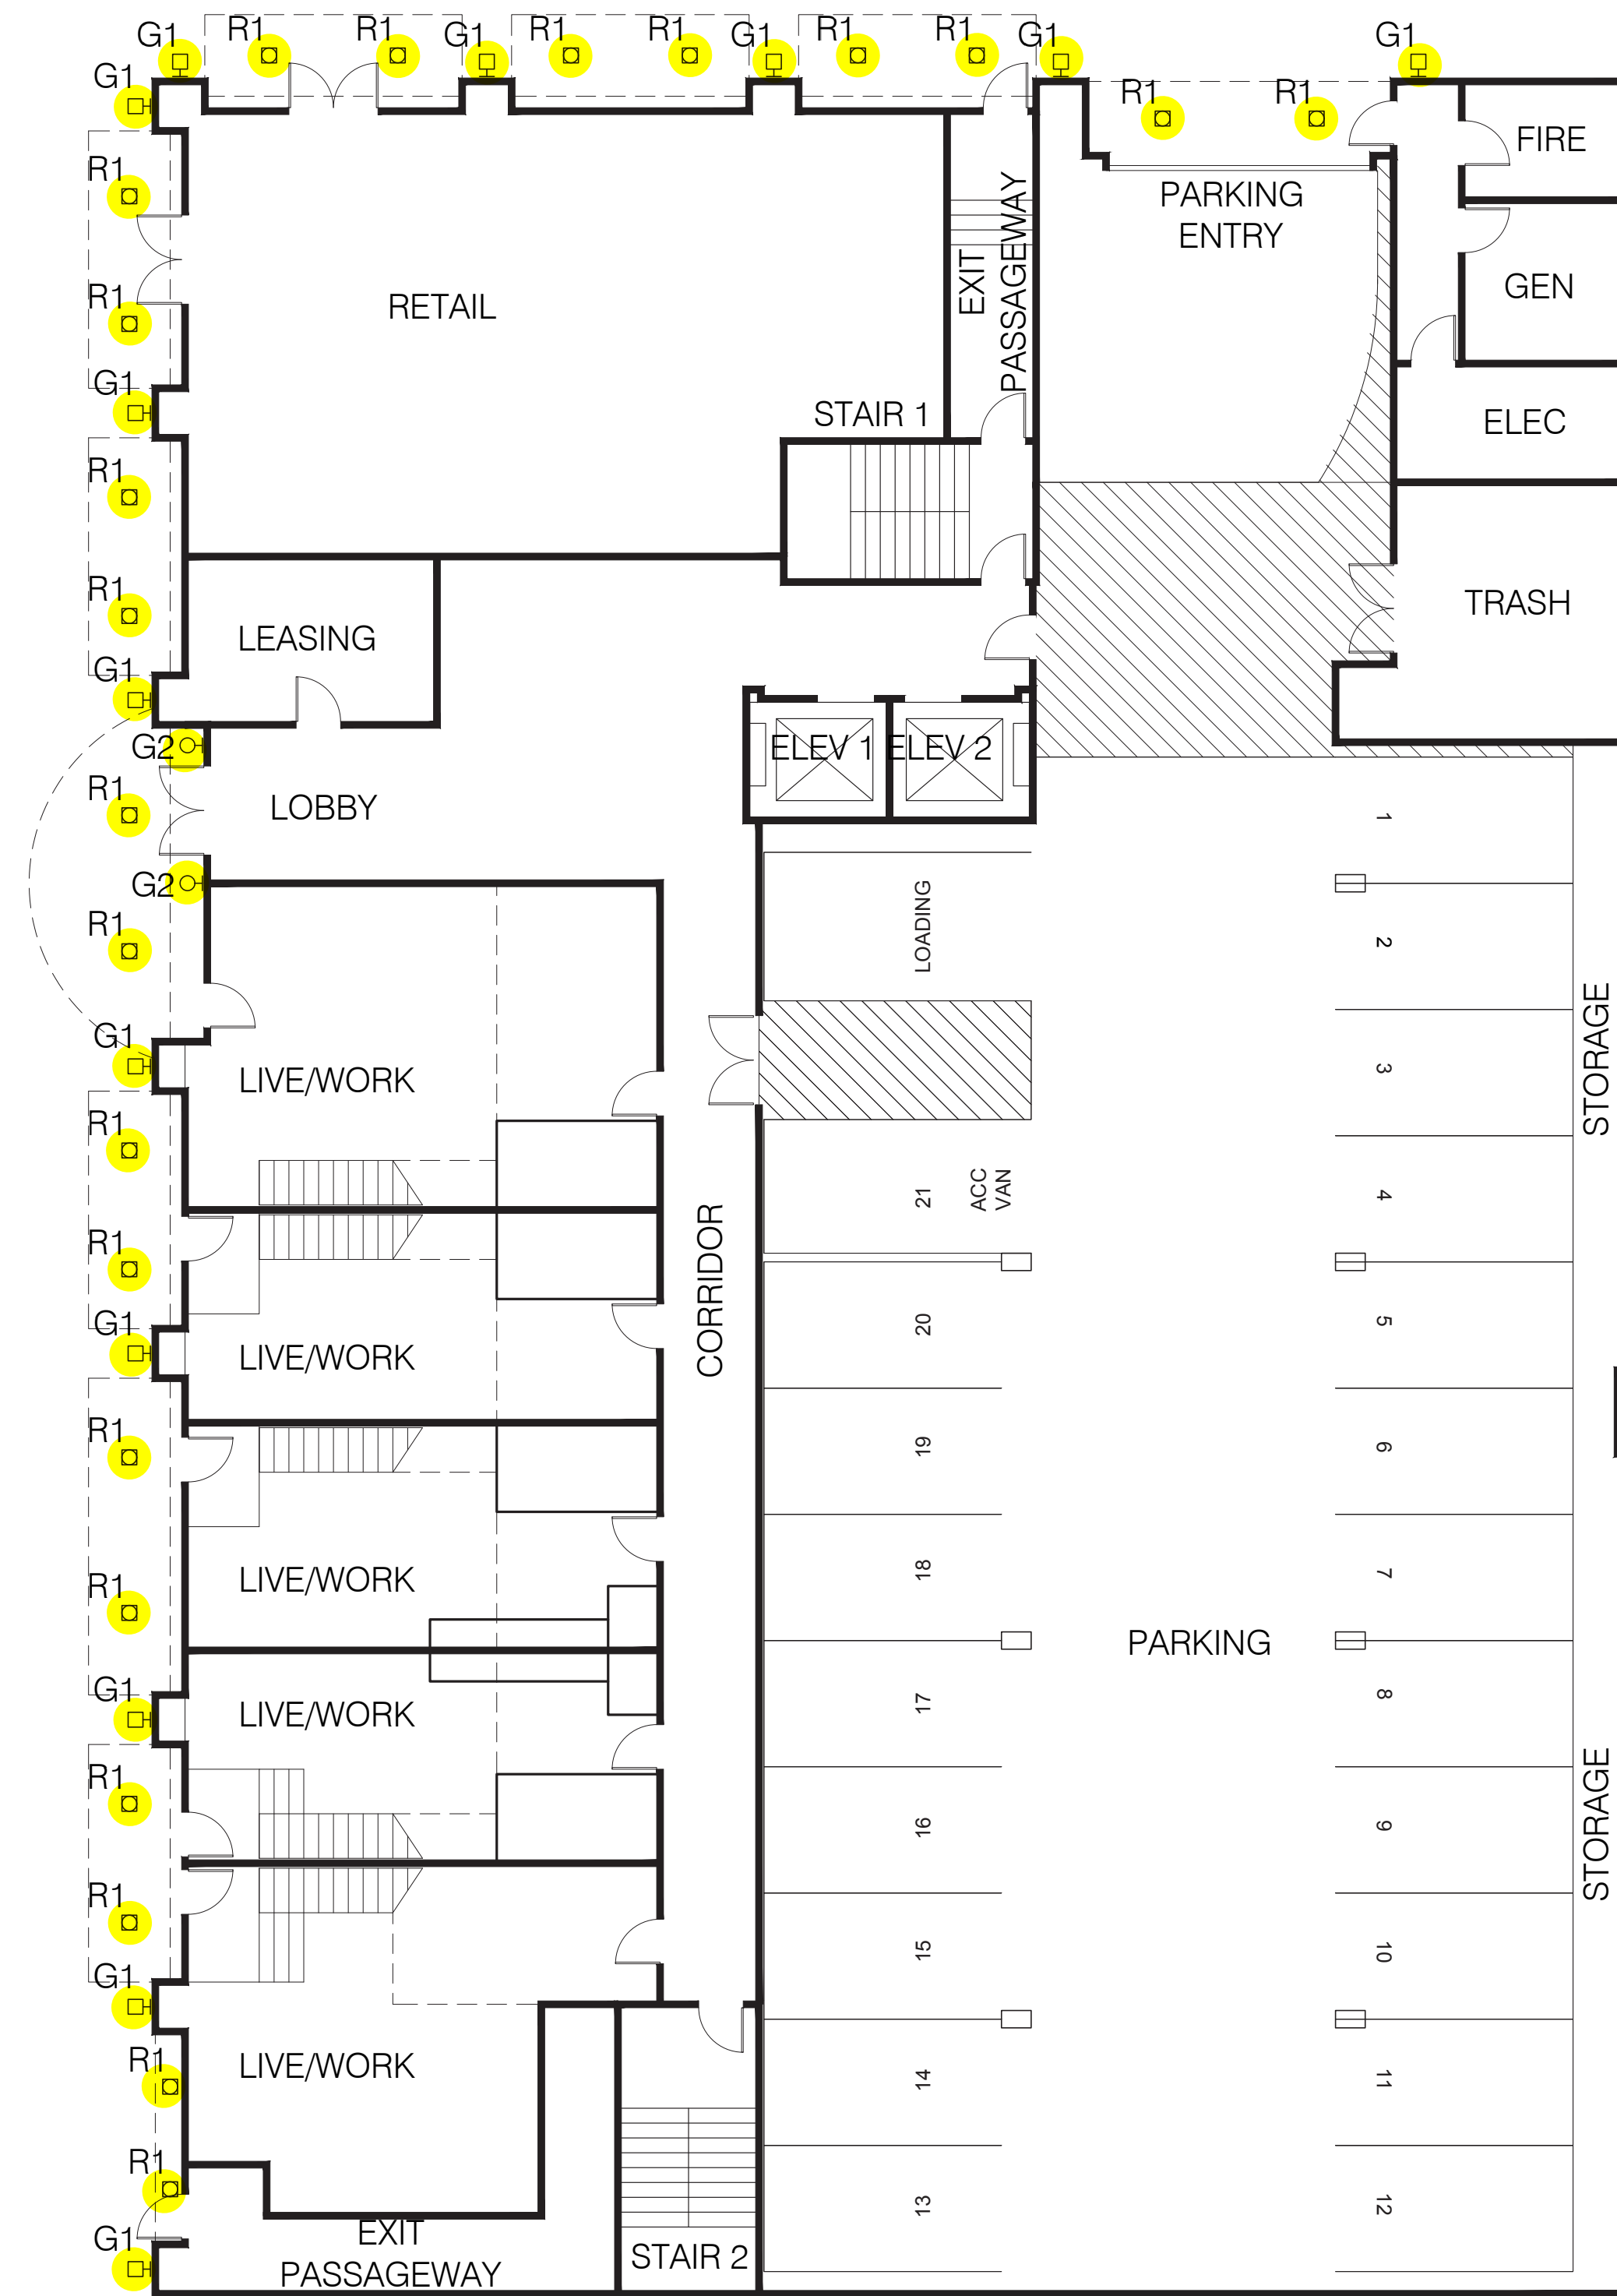 G1
R1
R1
G1
R1
R1
G1
R1
R1
G1
G1
G1
R1
R1
FIRE
R1
PARKING
ENTRY
EXIT
PASSAGEWAY
GEN
R1
RETAIL
G1
STAIR 1
ELEC
R1
R1
TRASH
LEASING
G1
G2
ELEV 1
ELEV 2
R1
LOBBY
1
G2
LOADING
R1
2
STORAGE
G1
LIVE/WORK
3
R1
21
ACC
VAN
4
R1
CORRIDOR
G1
20
5
LIVE/WORK
R1
19
6
R1
LIVE/WORK
18
7
PARKING
G1
LIVE/WORK
17
8
R1
16
9
STORAGE
R1
15
10
G1
R1
LIVE/WORK
14
11
R1
13
12
G1
EXIT
PASSAGEWAY
STAIR 2